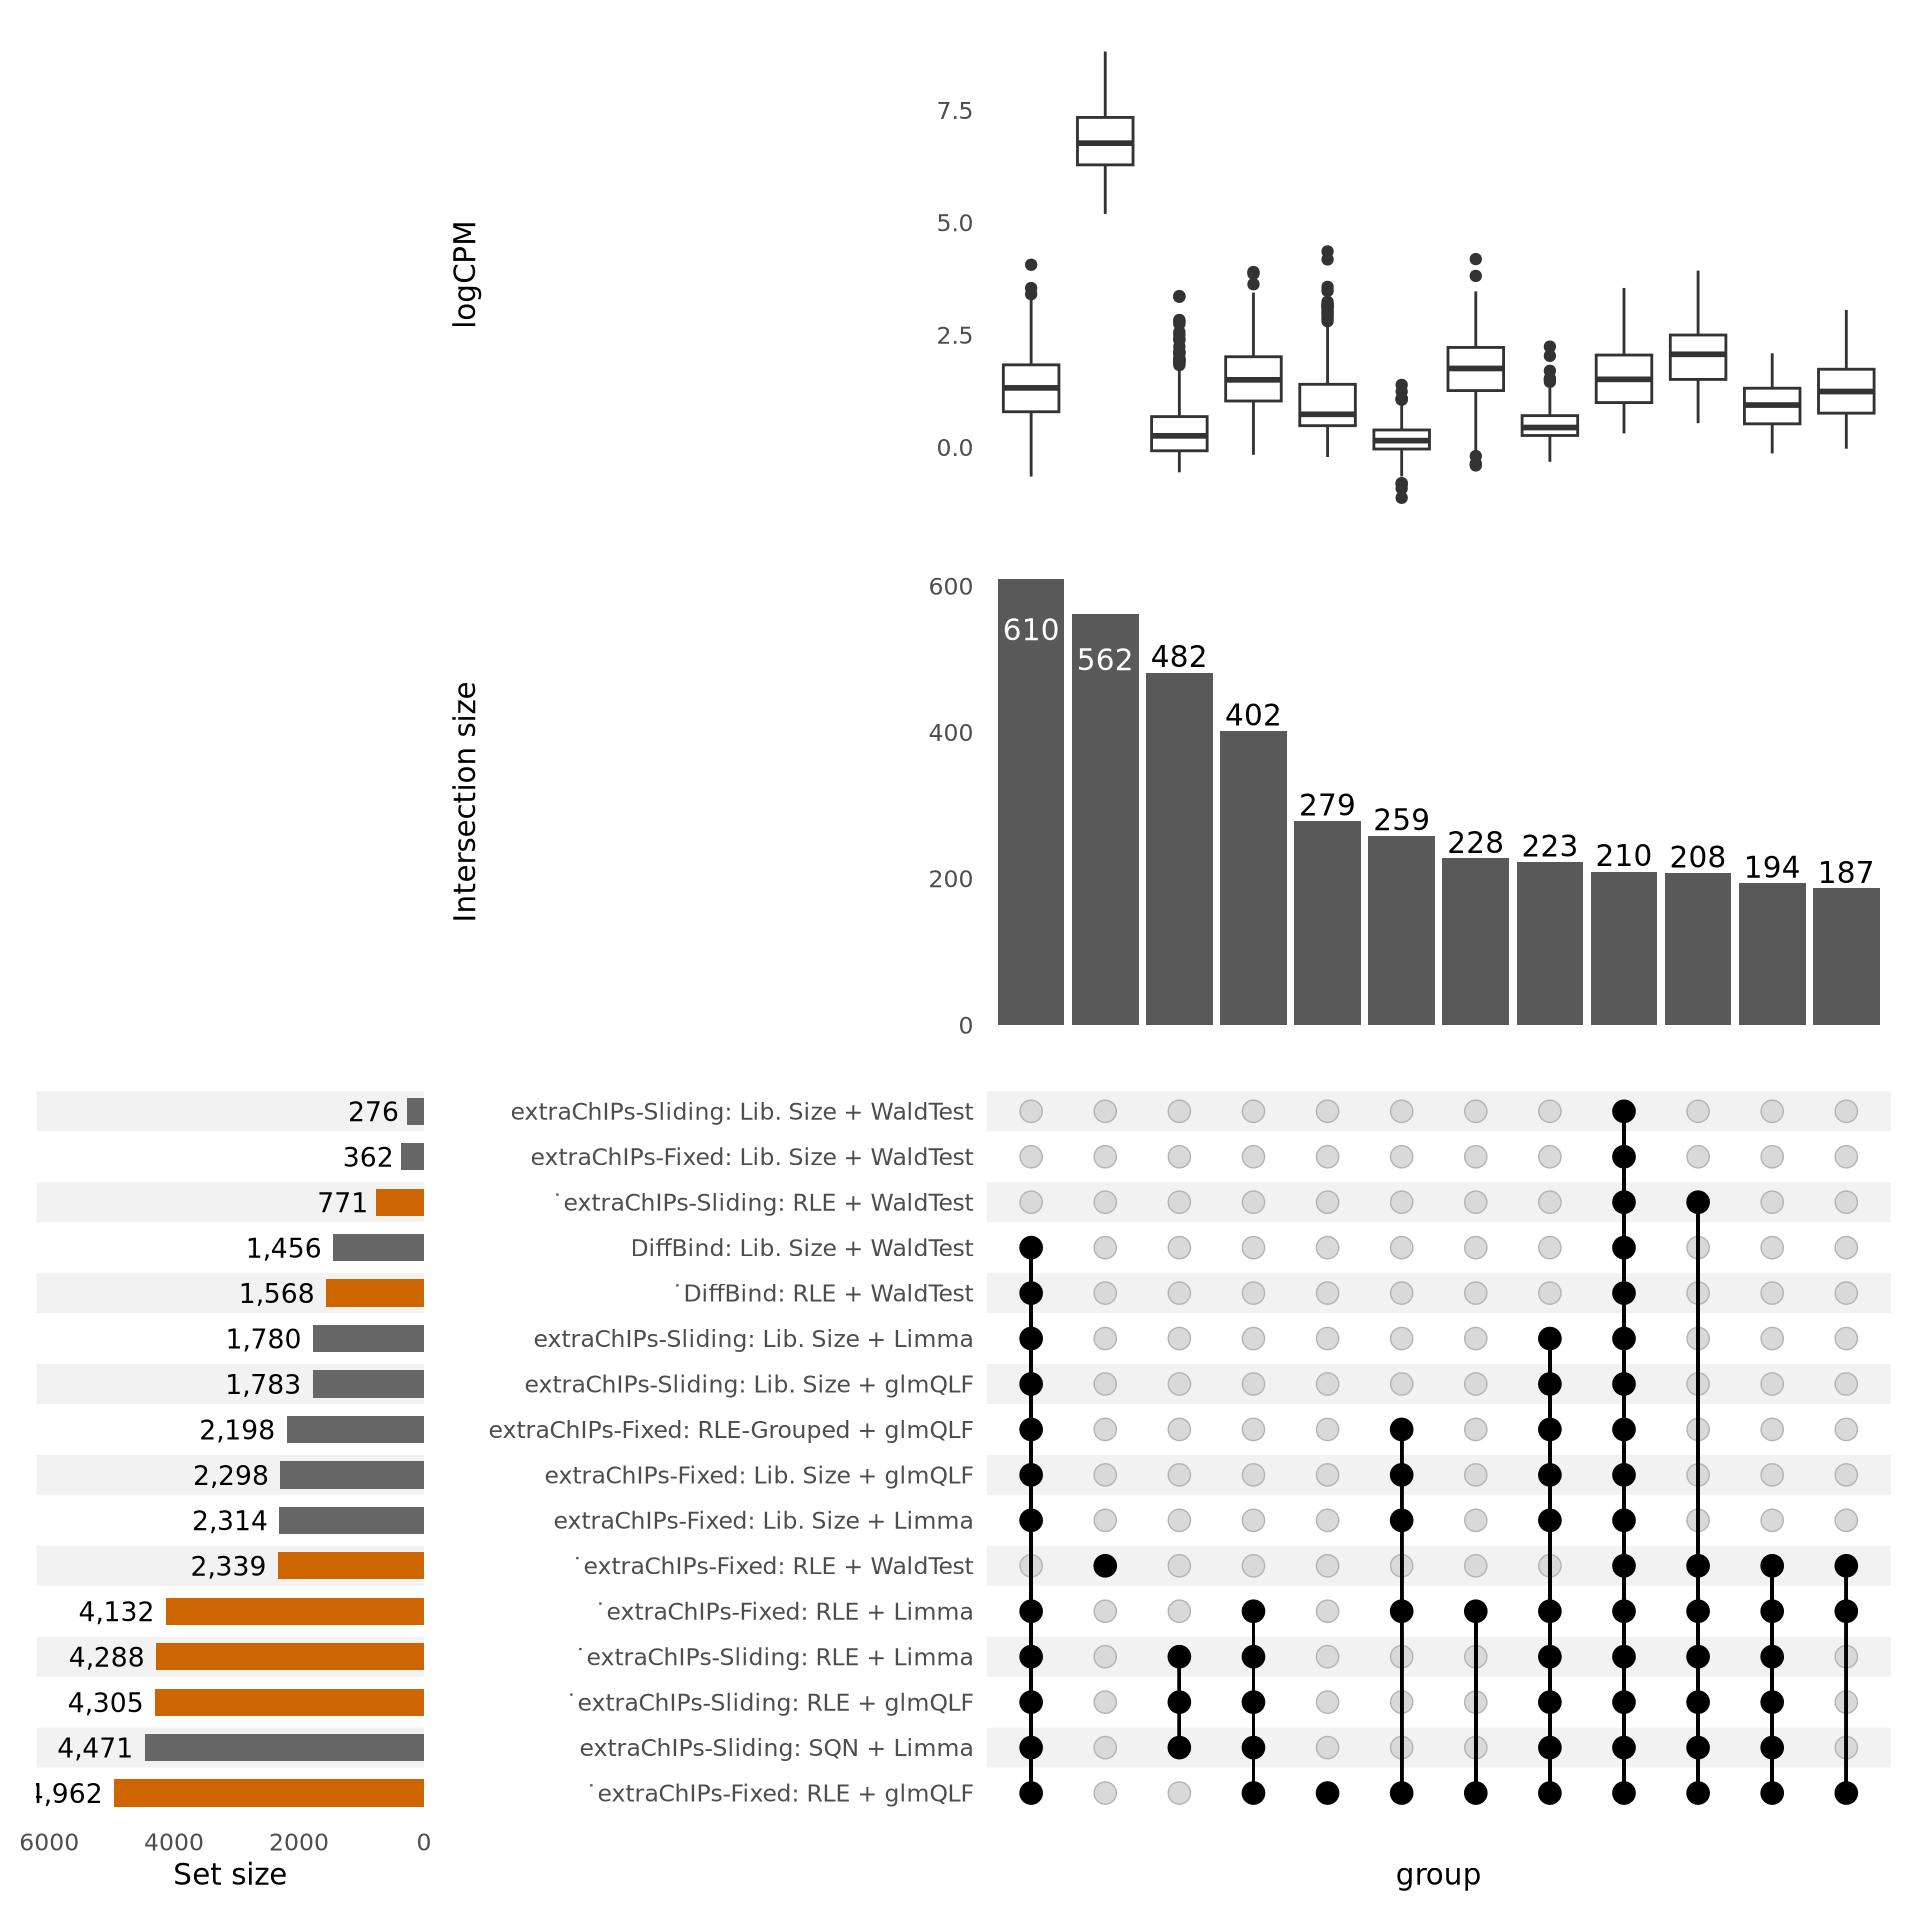 logCPM
7.5
5.0
2.5
0.0
Intersection size
600
400
200
0
610 562 482 402 279 259 228 223 210 208 194 187
276 extraChIPs-Sliding: Lib. Size + WaldTest
362 extraChIPs-Fixed: Lib. Size + WaldTest
771 ˙extraChIPs-Sliding: RLE + WaldTest
1,456 DiffBind: Lib. Size + WaldTest
1,568 ˙DiffBind: RLE + WaldTest
1,780 extraChIPs-Sliding: Lib. Size + Limma
1,783 extraChIPs-Sliding: Lib. Size + glmQLF
2,198 extraChIPs-Fixed: RLE-Grouped + glmQLF
2,298 extraChIPs-Fixed: Lib. Size + glmQLF
2,314 extraChIPs-Fixed: Lib. Size + Limma
2,339 ˙extraChIPs-Fixed: RLE + WaldTest
4,132 ˙extraChIPs-Fixed: RLE + Limma
4,288 ˙extraChIPs-Sliding: RLE + Limma
4,305 ˙extraChIPs-Sliding: RLE + glmQLF
4,471 extraChIPs-Sliding: SQN + Limma
4,962 ˙extraChIPs-Fixed: RLE + glmQLF
6000 4000 2000 0
Set size
group